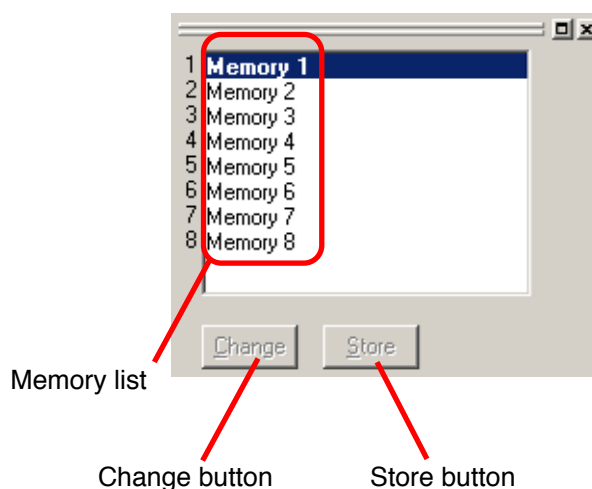 1 Memory 1
2 Memory 2
3 Memory 3
4 Memory 4
5 Memory 5
6 Memory 6
7 Memory 7
8 Memory 8
Change Store
Memory list
Change button Store button